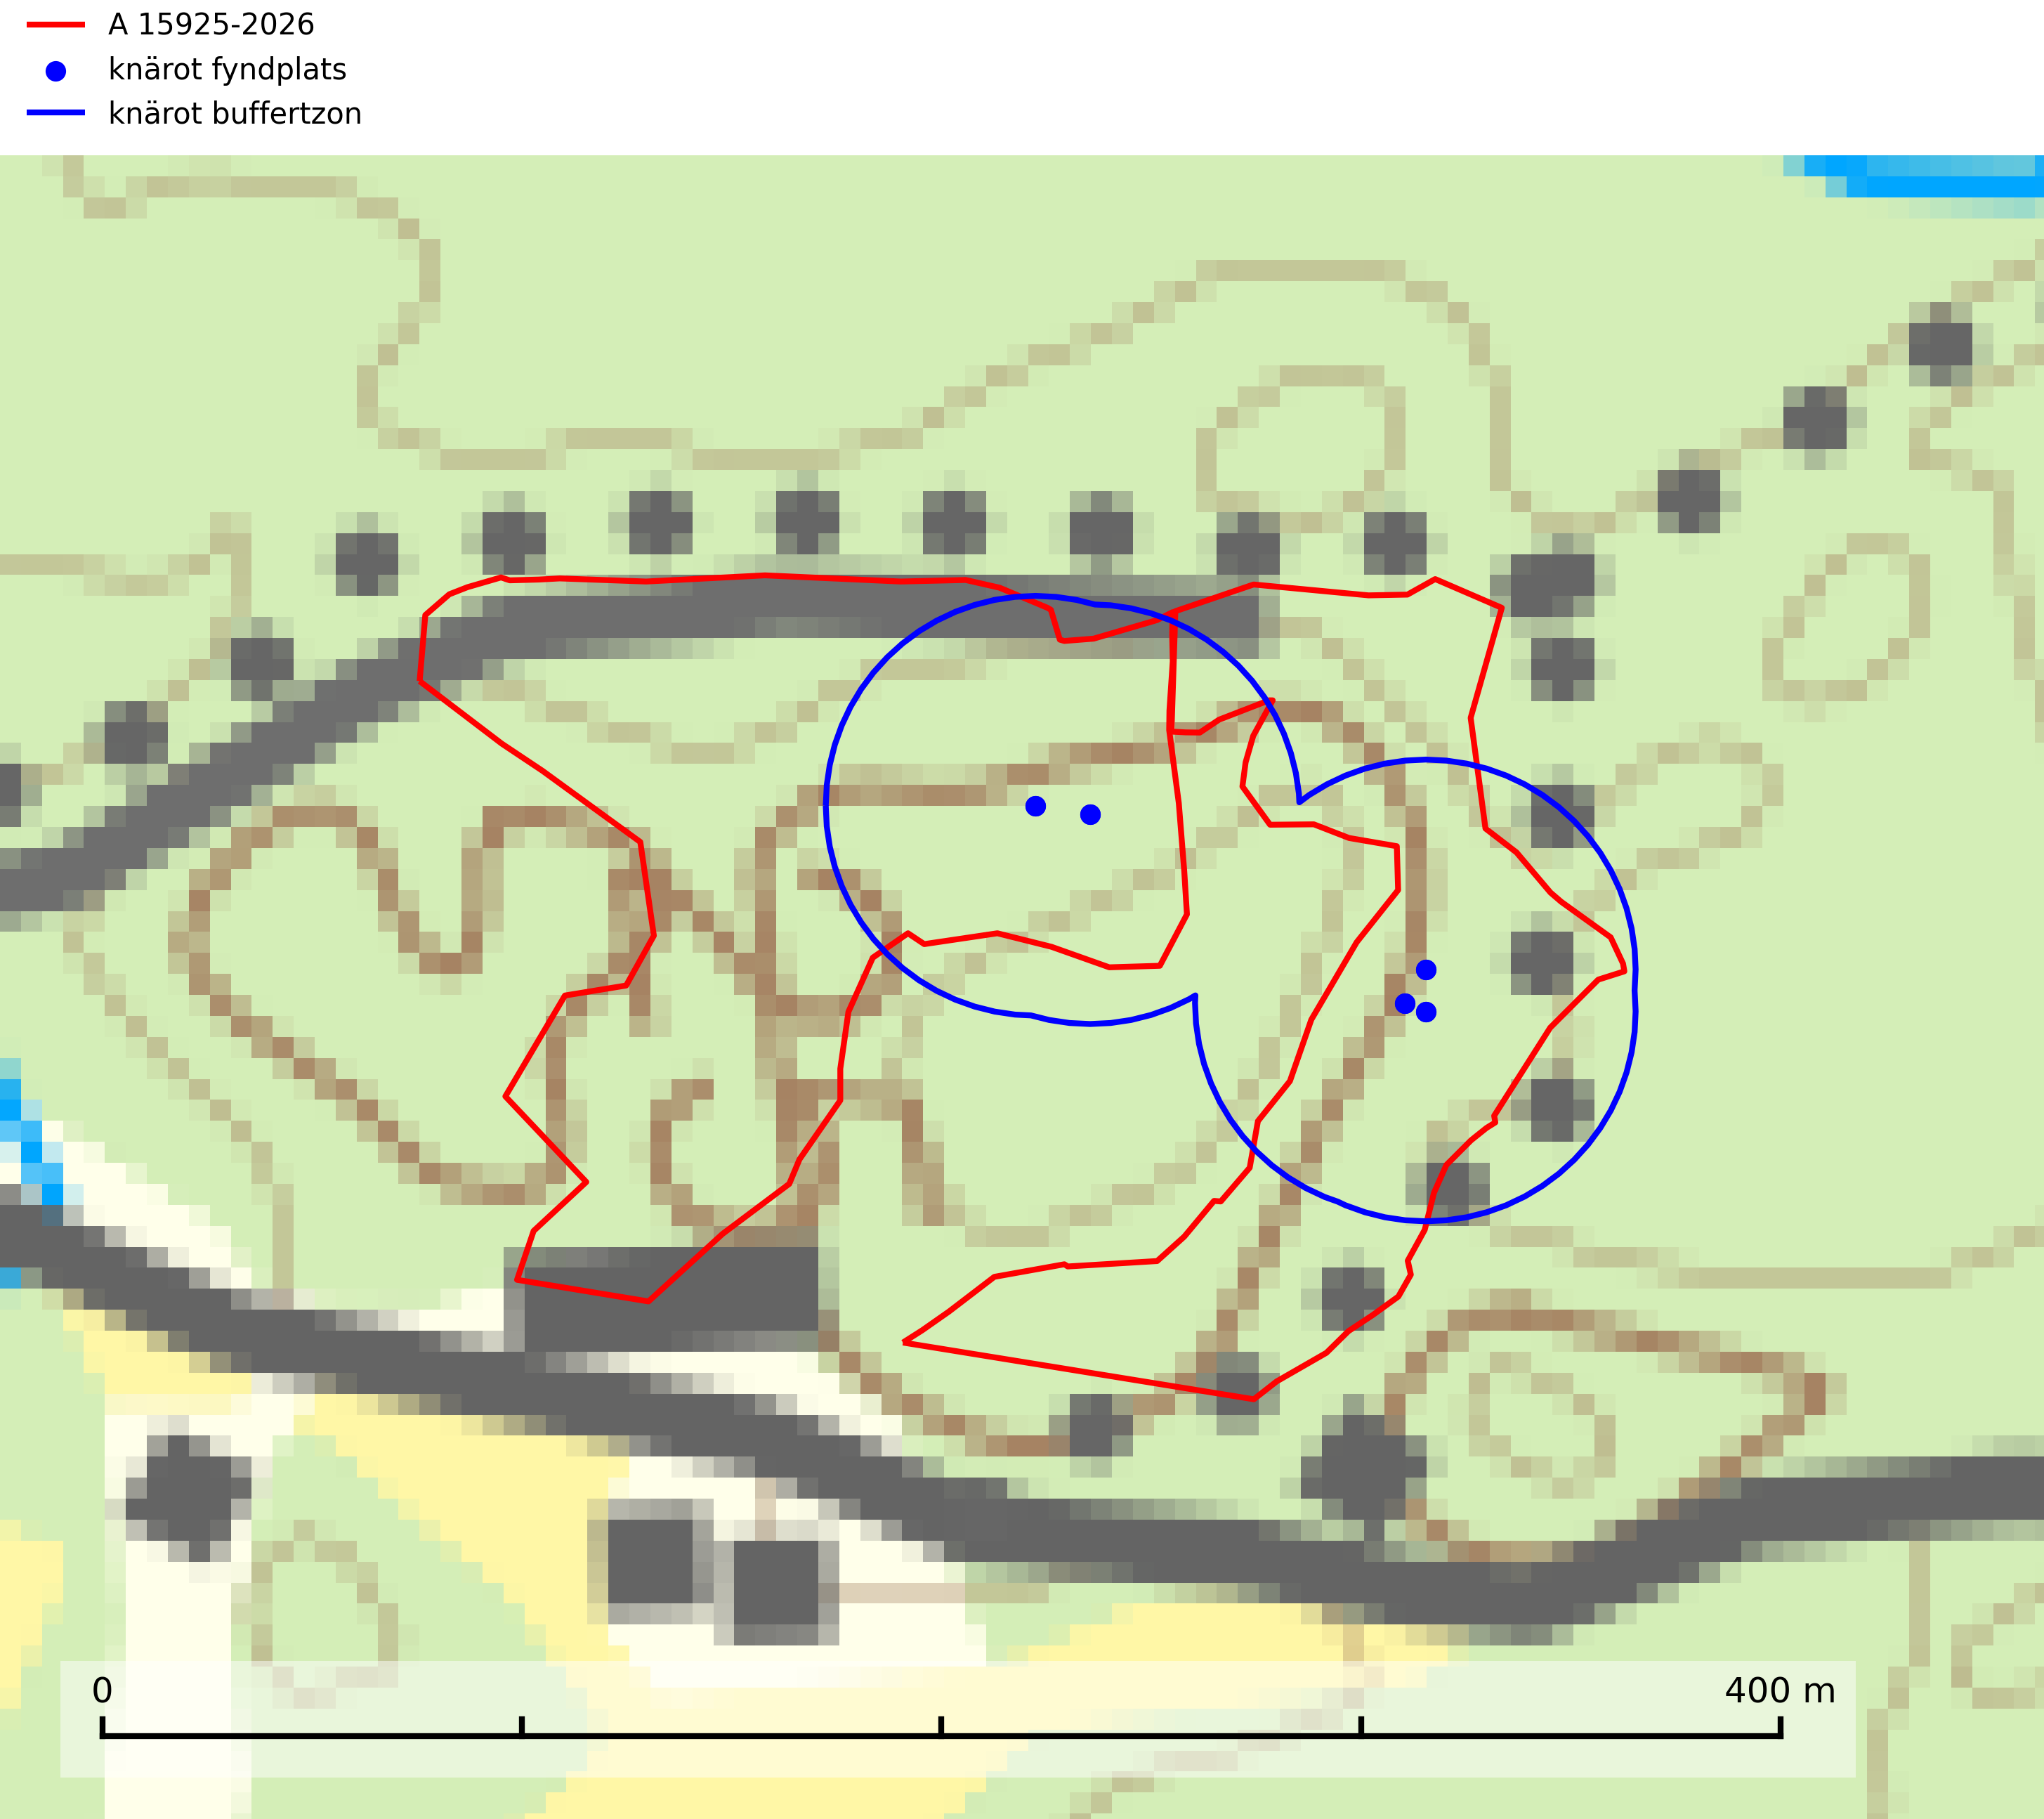 A 15925-2026
knärot fyndplats
knärot buffertzon
0
400 m